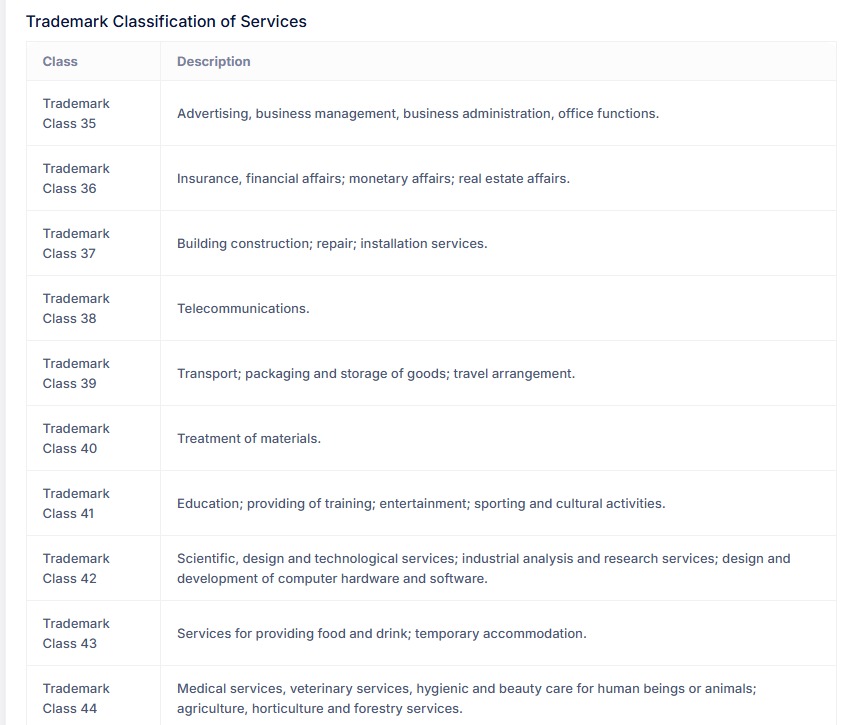 Trademark Classification of Services
Class
Description
Trademark
Class 35
Advertising, business management, business administration, office functions.
Trademark
Class 36
Insurance, financial affairs; monetary affairs; real estate affairs.
Trademark
Class 37
Building construction; repair; installation services.
Trademark
Class 38
Telecommunications.
Trademark
Class 39
Transport; packaging and storage of goods; travel arrangement.
Trademark
Class 40
Treatment of materials.
Trademark
Class 41
Education; providing of training; entertainment; sporting and cultural activities.
Trademark
Class 42
Scientific, design and technological services; industrial analysis and research services; design and
development of computer hardware and software.
Trademark
Class 43
Services for providing food and drink; temporary accommodation.
Trademark
Class 44
Medical services, veterinary services, hygienic and beauty care for human beings or animals;
agriculture, horticulture and forestry services.